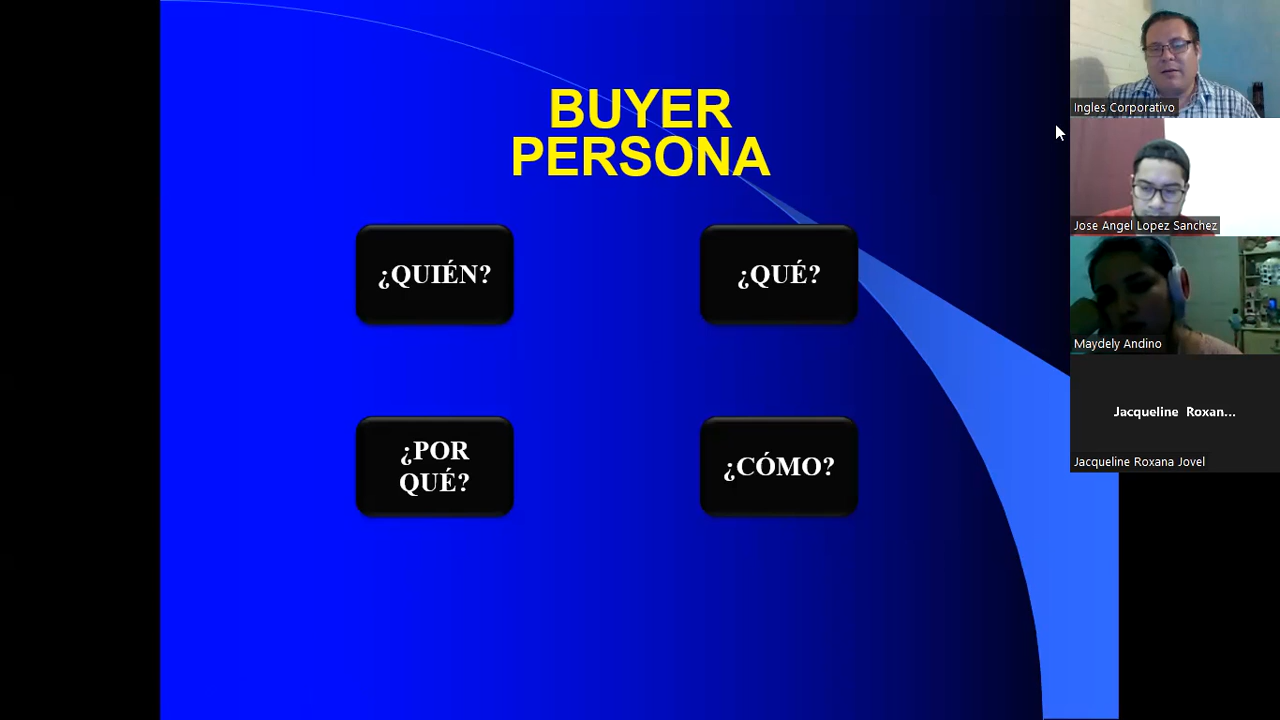 BUYER
PERSONA
¿QUIÉN?
¿QUÉ?
¿POR
QUÉ?
¿CÓMO?
Ingles Corporativo
Jose Angel Lopez Sanchez
Maydely Andino
Jacqueline Roxan...
Jacqueline Roxana Jovel